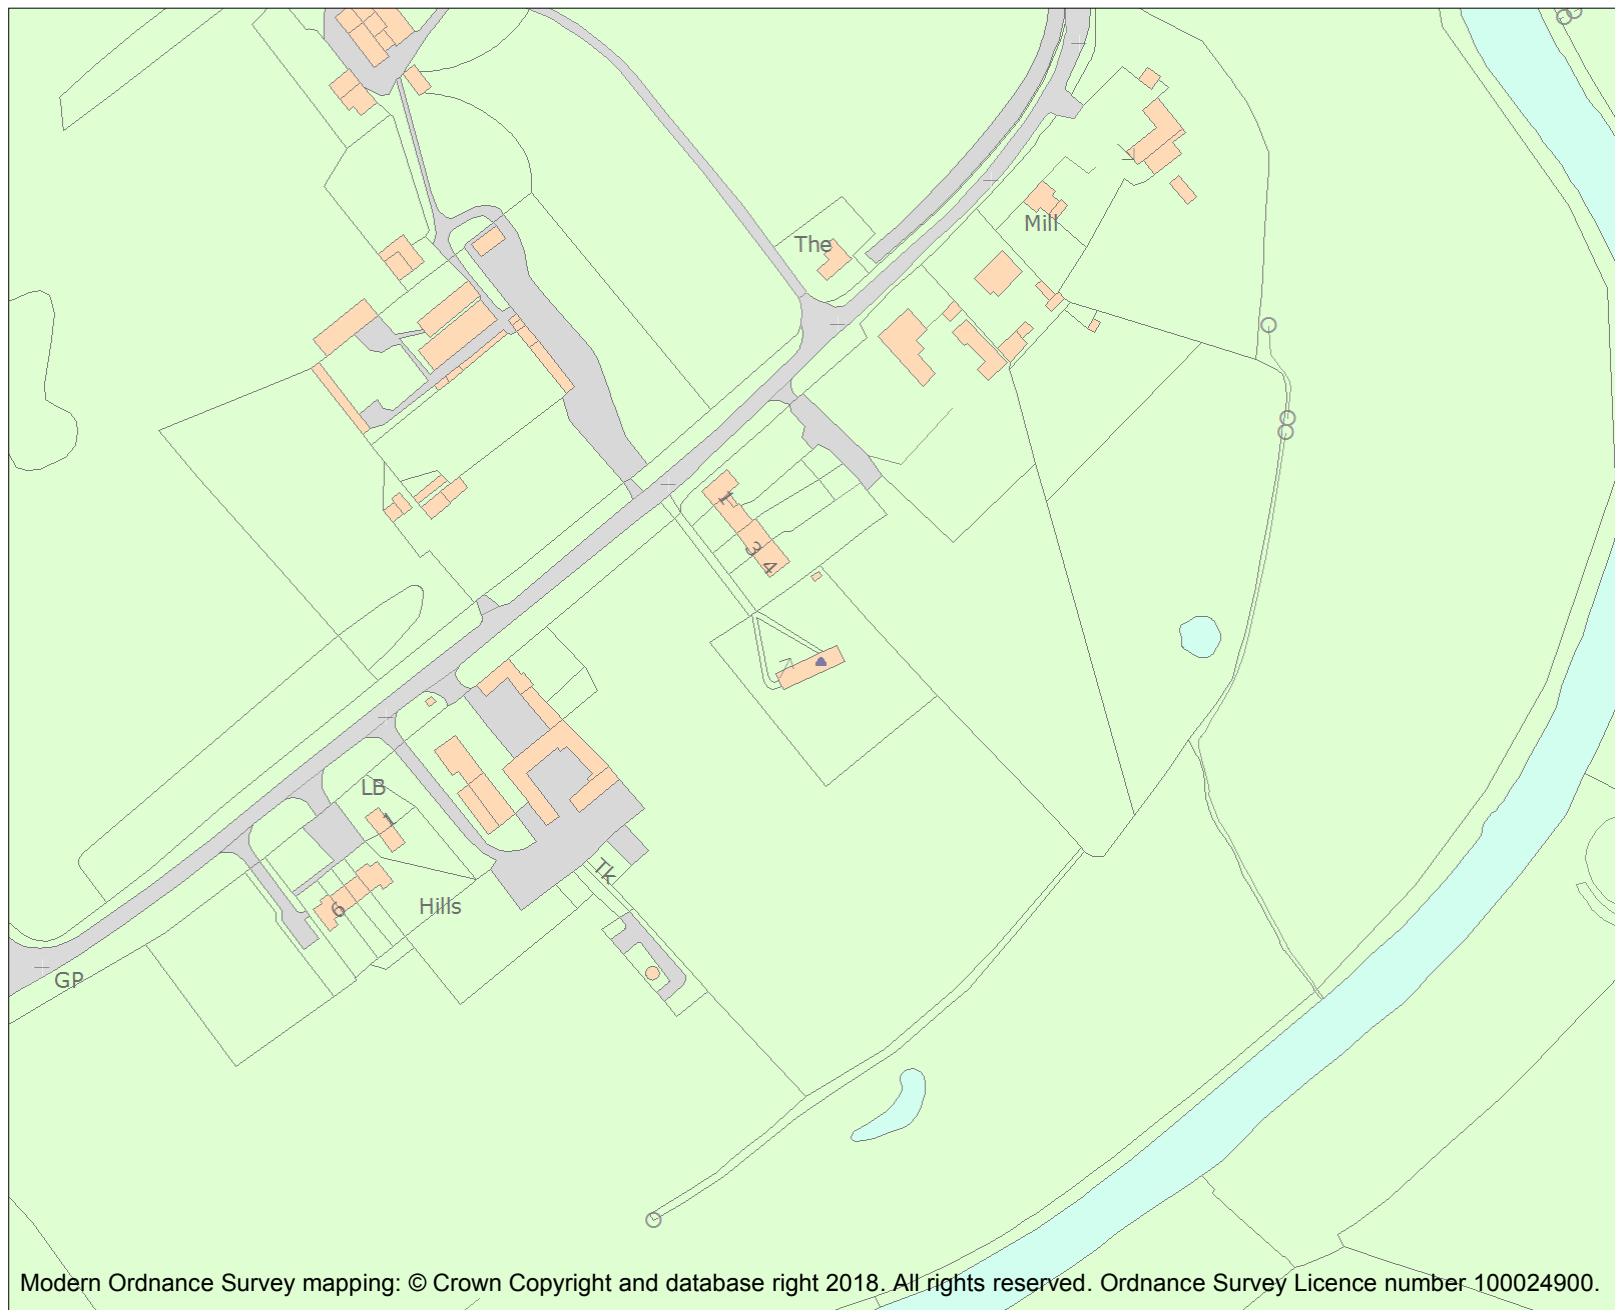 The
Mill
1
3
4
LB
1
Tk
6
Hills
GP
Modern Ordnance Survey mapping: © Crown Copyright and database right 2018. All rights reserved. Ordnance Survey Licence number 100024900.